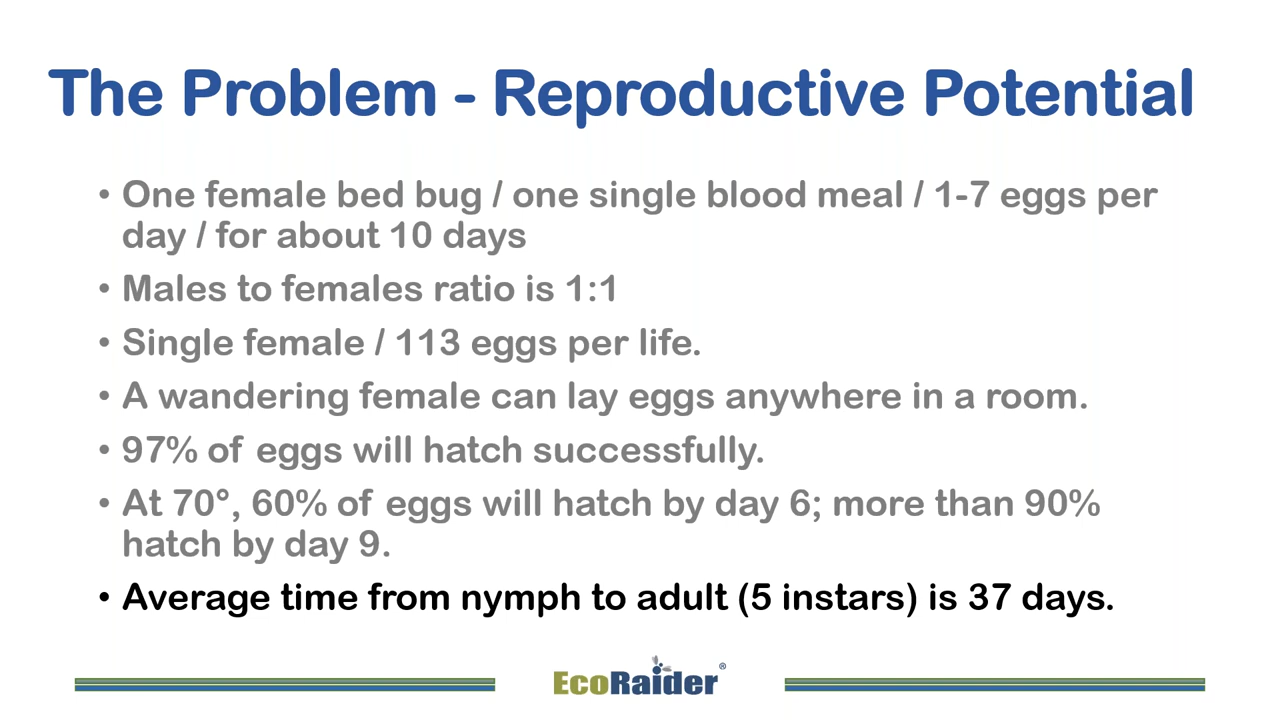 The Problem - Reproductive Potential
• One female bed bug / one single blood meal / 1-7 eggs per
day / for about 10 days
• Males to females ratio is 1:1
• Single female / 113 eggs per life.
• A wandering female can lay eggs anywhere in a room.
• 97% of eggs will hatch successfully.
• At 70°, 60% of eggs will hatch by day 6; more than 90%
hatch by day 9.
• Average time from nymph to adult (5 instars) is 37 days.
EcoRaider®